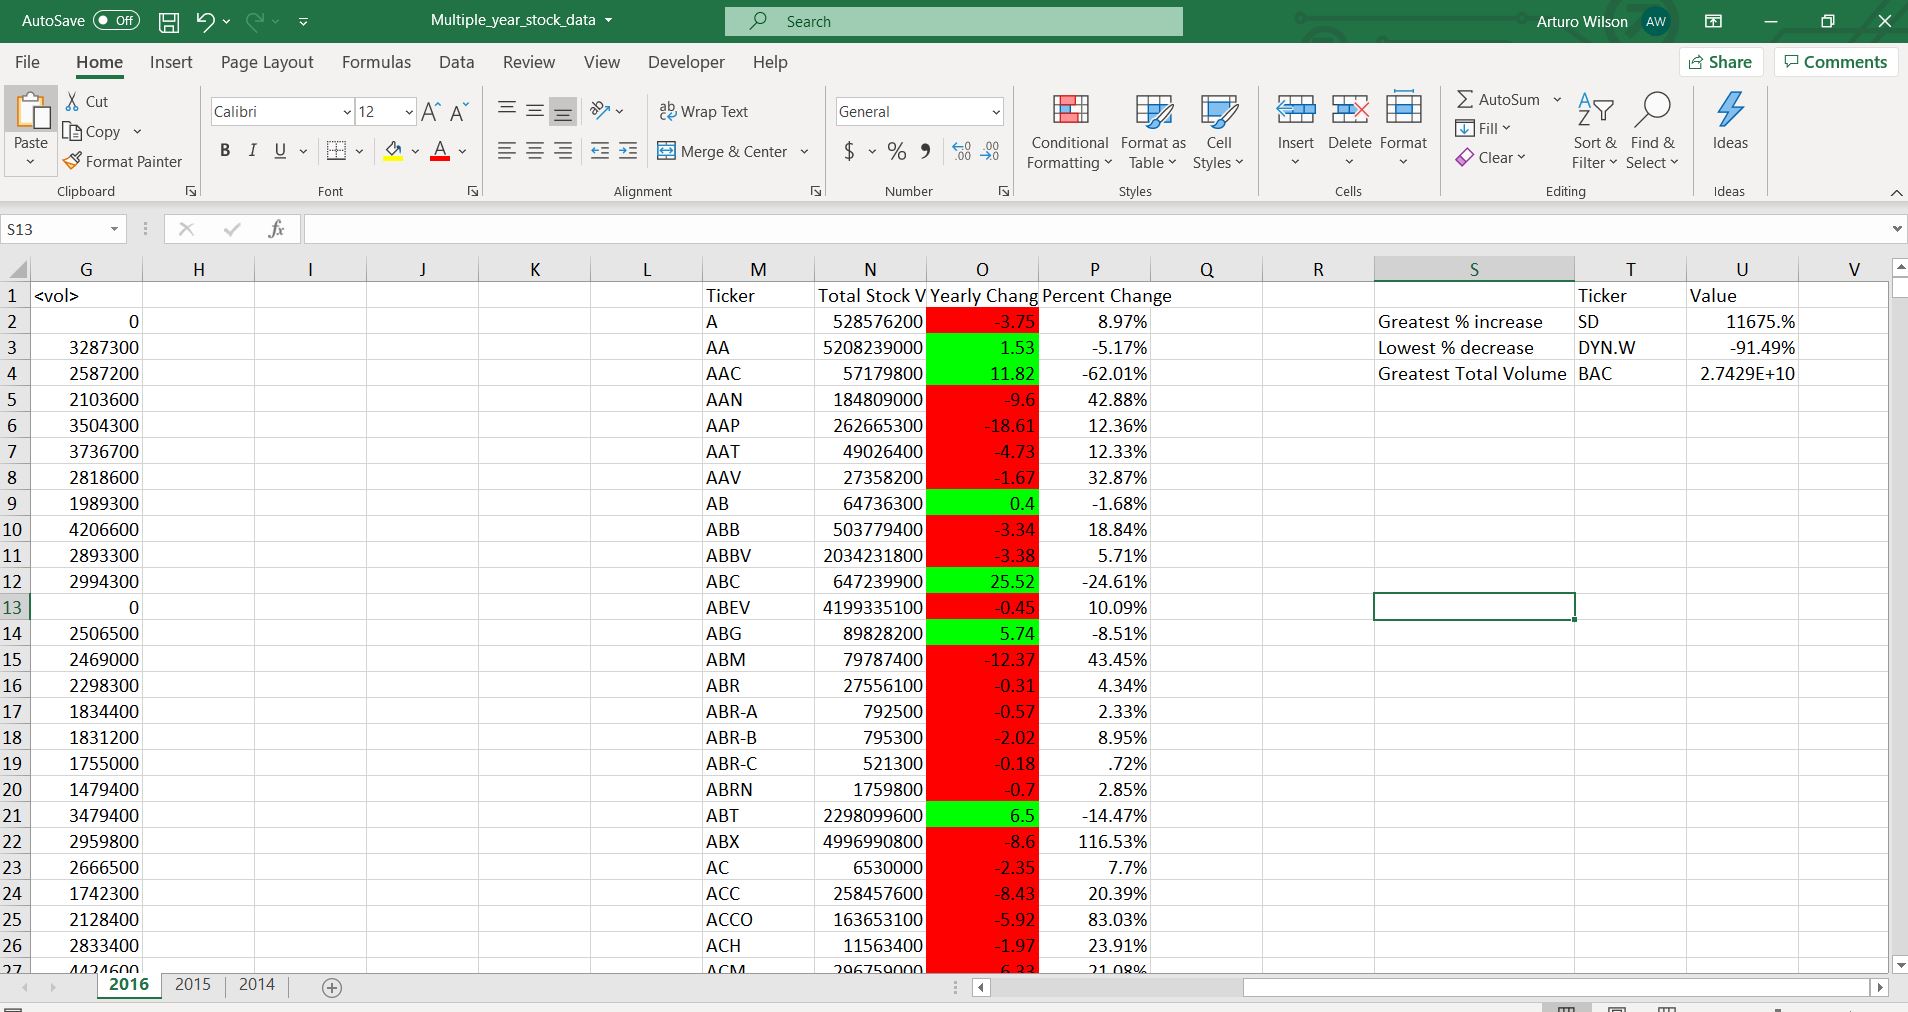 AutoSave Off Multiple_year_stock_data Search Arturo Wilson AW
File Home Insert Page Layout Formulas Data Review View Developer Help Share Comments
Paste Cut Copy Format Painter Clipboard
Calibri 12 A A B I U A Font
ab Wrap Text Merge & Center Alignment
General $ % Number
Conditional Formatting Format as Table Cell Styles Styles
Insert Delete Format Cells
AutoSum Fill Clear Sort & Filter Find & Select Editing
Ideas Ideas
S13 fx
G H I J K L M N O P Q R S T U V
1 <vol> Ticker Total Stock V Yearly Chang Percent Change Ticker Value
2 0 A 528576200 -3.75 8.97% Greatest % increase SD 11675.%
3 3287300 AA 5208239000 1.53 -5.17% Lowest % decrease DYN.W -91.49%
4 2587200 AAC 57179800 11.82 -62.01% Greatest Total Volume BAC 2.7429E+10
5 2103600 AAN 184809000 -9.6 42.88%
6 3504300 AAP 262665300 -18.61 12.36%
7 3736700 AAT 49026400 -4.73 12.33%
8 2818600 AAV 27358200 -1.67 32.87%
9 1989300 AB 64736300 0.4 -1.68%
10 4206600 ABB 503779400 -3.34 18.84%
11 2893300 ABBV 2034231800 -3.38 5.71%
12 2994300 ABC 647239900 25.52 -24.61%
13 0 ABEV 4199335100 -0.45 10.09%
14 2506500 ABG 89828200 5.74 -8.51%
15 2469000 ABM 79787400 -12.37 43.45%
16 2298300 ABR 27556100 -0.31 4.34%
17 1834400 ABR-A 792500 -0.57 2.33%
18 1831200 ABR-B 795300 -2.02 8.95%
19 1755000 ABR-C 521300 -0.18 .72%
20 1479400 ABRN 1759800 -0.7 2.85%
21 3479400 ABT 2298099600 6.5 -14.47%
22 2959800 ABX 4996990800 -8.6 116.53%
23 2666500 AC 6530000 -2.35 7.7%
24 1742300 ACC 258457600 -8.43 20.39%
25 2128400 ACCO 163653100 -5.92 83.03%
26 2833400 ACH 11563400 -1.97 23.91%
27 4424600 ACM 296759000 -6.33 21.08%
2016 2015 2014